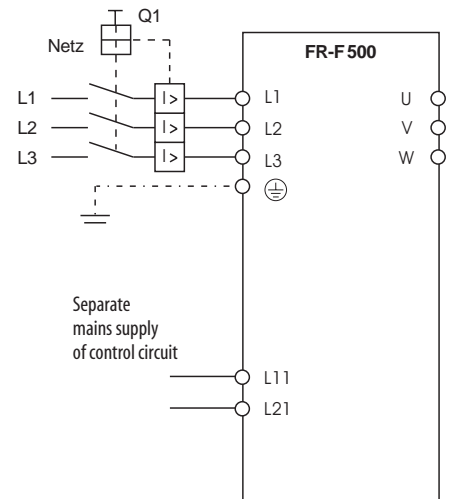 Q1
Netz
FR-F 500
L1 I> L1 U
L2 I> L2 V
L3 I> L3 W
Separate
mains supply
of control circuit
L11
L21